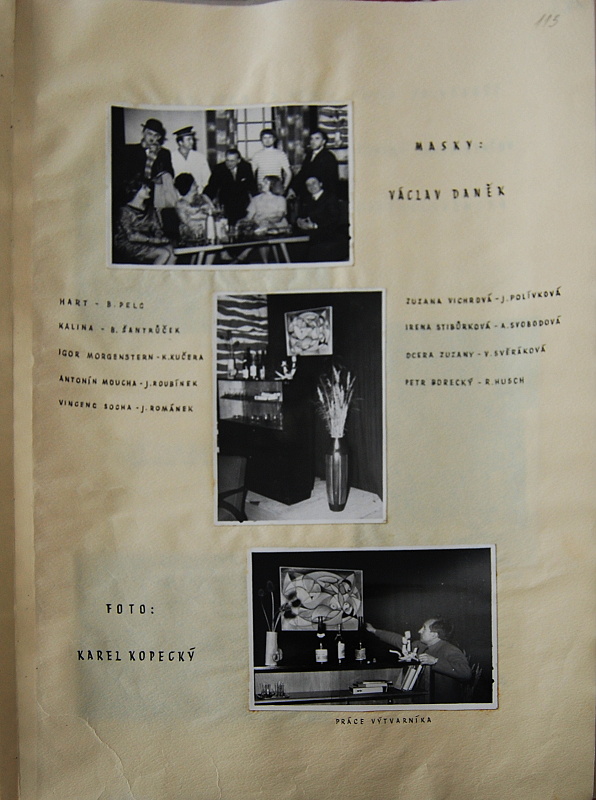 115
MASKY:
VÁCLAV DANĚK
HART - B. PELC
KALINA - B. ŠANTRŮČEK
IGOR MORGENSTERN - K. KUČERA
ANTONÍN MOUCHA - J. ROUBÍNEK
VINCENC SOCHA - J. ROMÁNEK
ZUZANA VICHROVÁ - J. POLÍVKOVÁ
IRENA STIBŮRKOVÁ - A. SVOBODOVÁ
DCERA ZUZANY - V. SVĚRÁKOVÁ
PETR BORECKÝ - R. HUSCH
FOTO:
KAREL KOPECKÝ
PRÁCE VÝTVARNÍKA